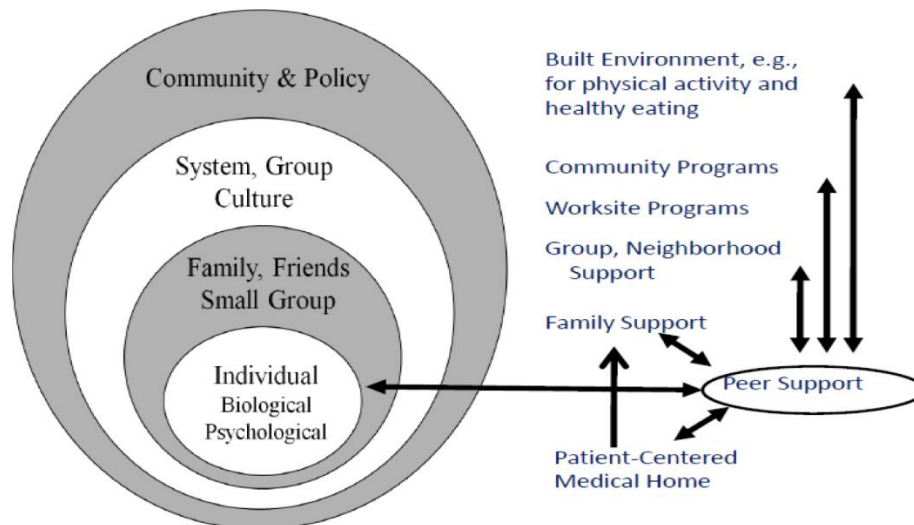 Community & Policy
System, Group
Culture
Family, Friends
Small Group
Individual
Biological
Psychological
Built Environment, e.g.,
for physical activity and
healthy eating
Community Programs
Worksite Programs
Group, Neighborhood
Support
Family Support
Peer Support
Patient-Centered
Medical Home